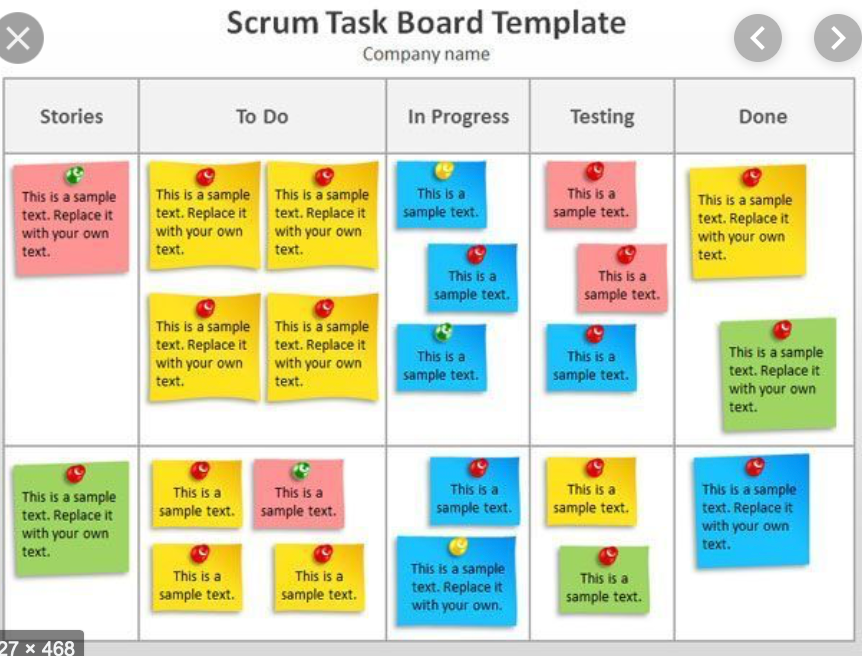 Scrum Task Board Template
Company name
Stories
To Do
In Progress
Testing
Done
This is a sample
text. Replace it
with your own
text.
This is a sample
text. Replace it
with your own
text.
This is a sample
text. Replace it
with your own
text.
This is a sample
text. Replace it
with your own
text.
This is a sample
text. Replace it
with your own
text.
This is a
sample text.
This is a
sample text.
This is a
sample text.
This is a
sample text.
This is a
sample text.
This is a
sample text.
This is a sample
text. Replace it
with your own
text.
This is a sample
text. Replace it
with your own
text.
This is a sample
text. Replace it
with your own
text.
This is a
sample text.
This is a
sample text.
This is a
sample text.
This is a
sample text.
This is a
sample text.
This is a sample
text. Replace it
with your own.
This is a
sample text.
This is a
sample text.
This is a sample
text. Replace it
with your own
text.
27 × 468